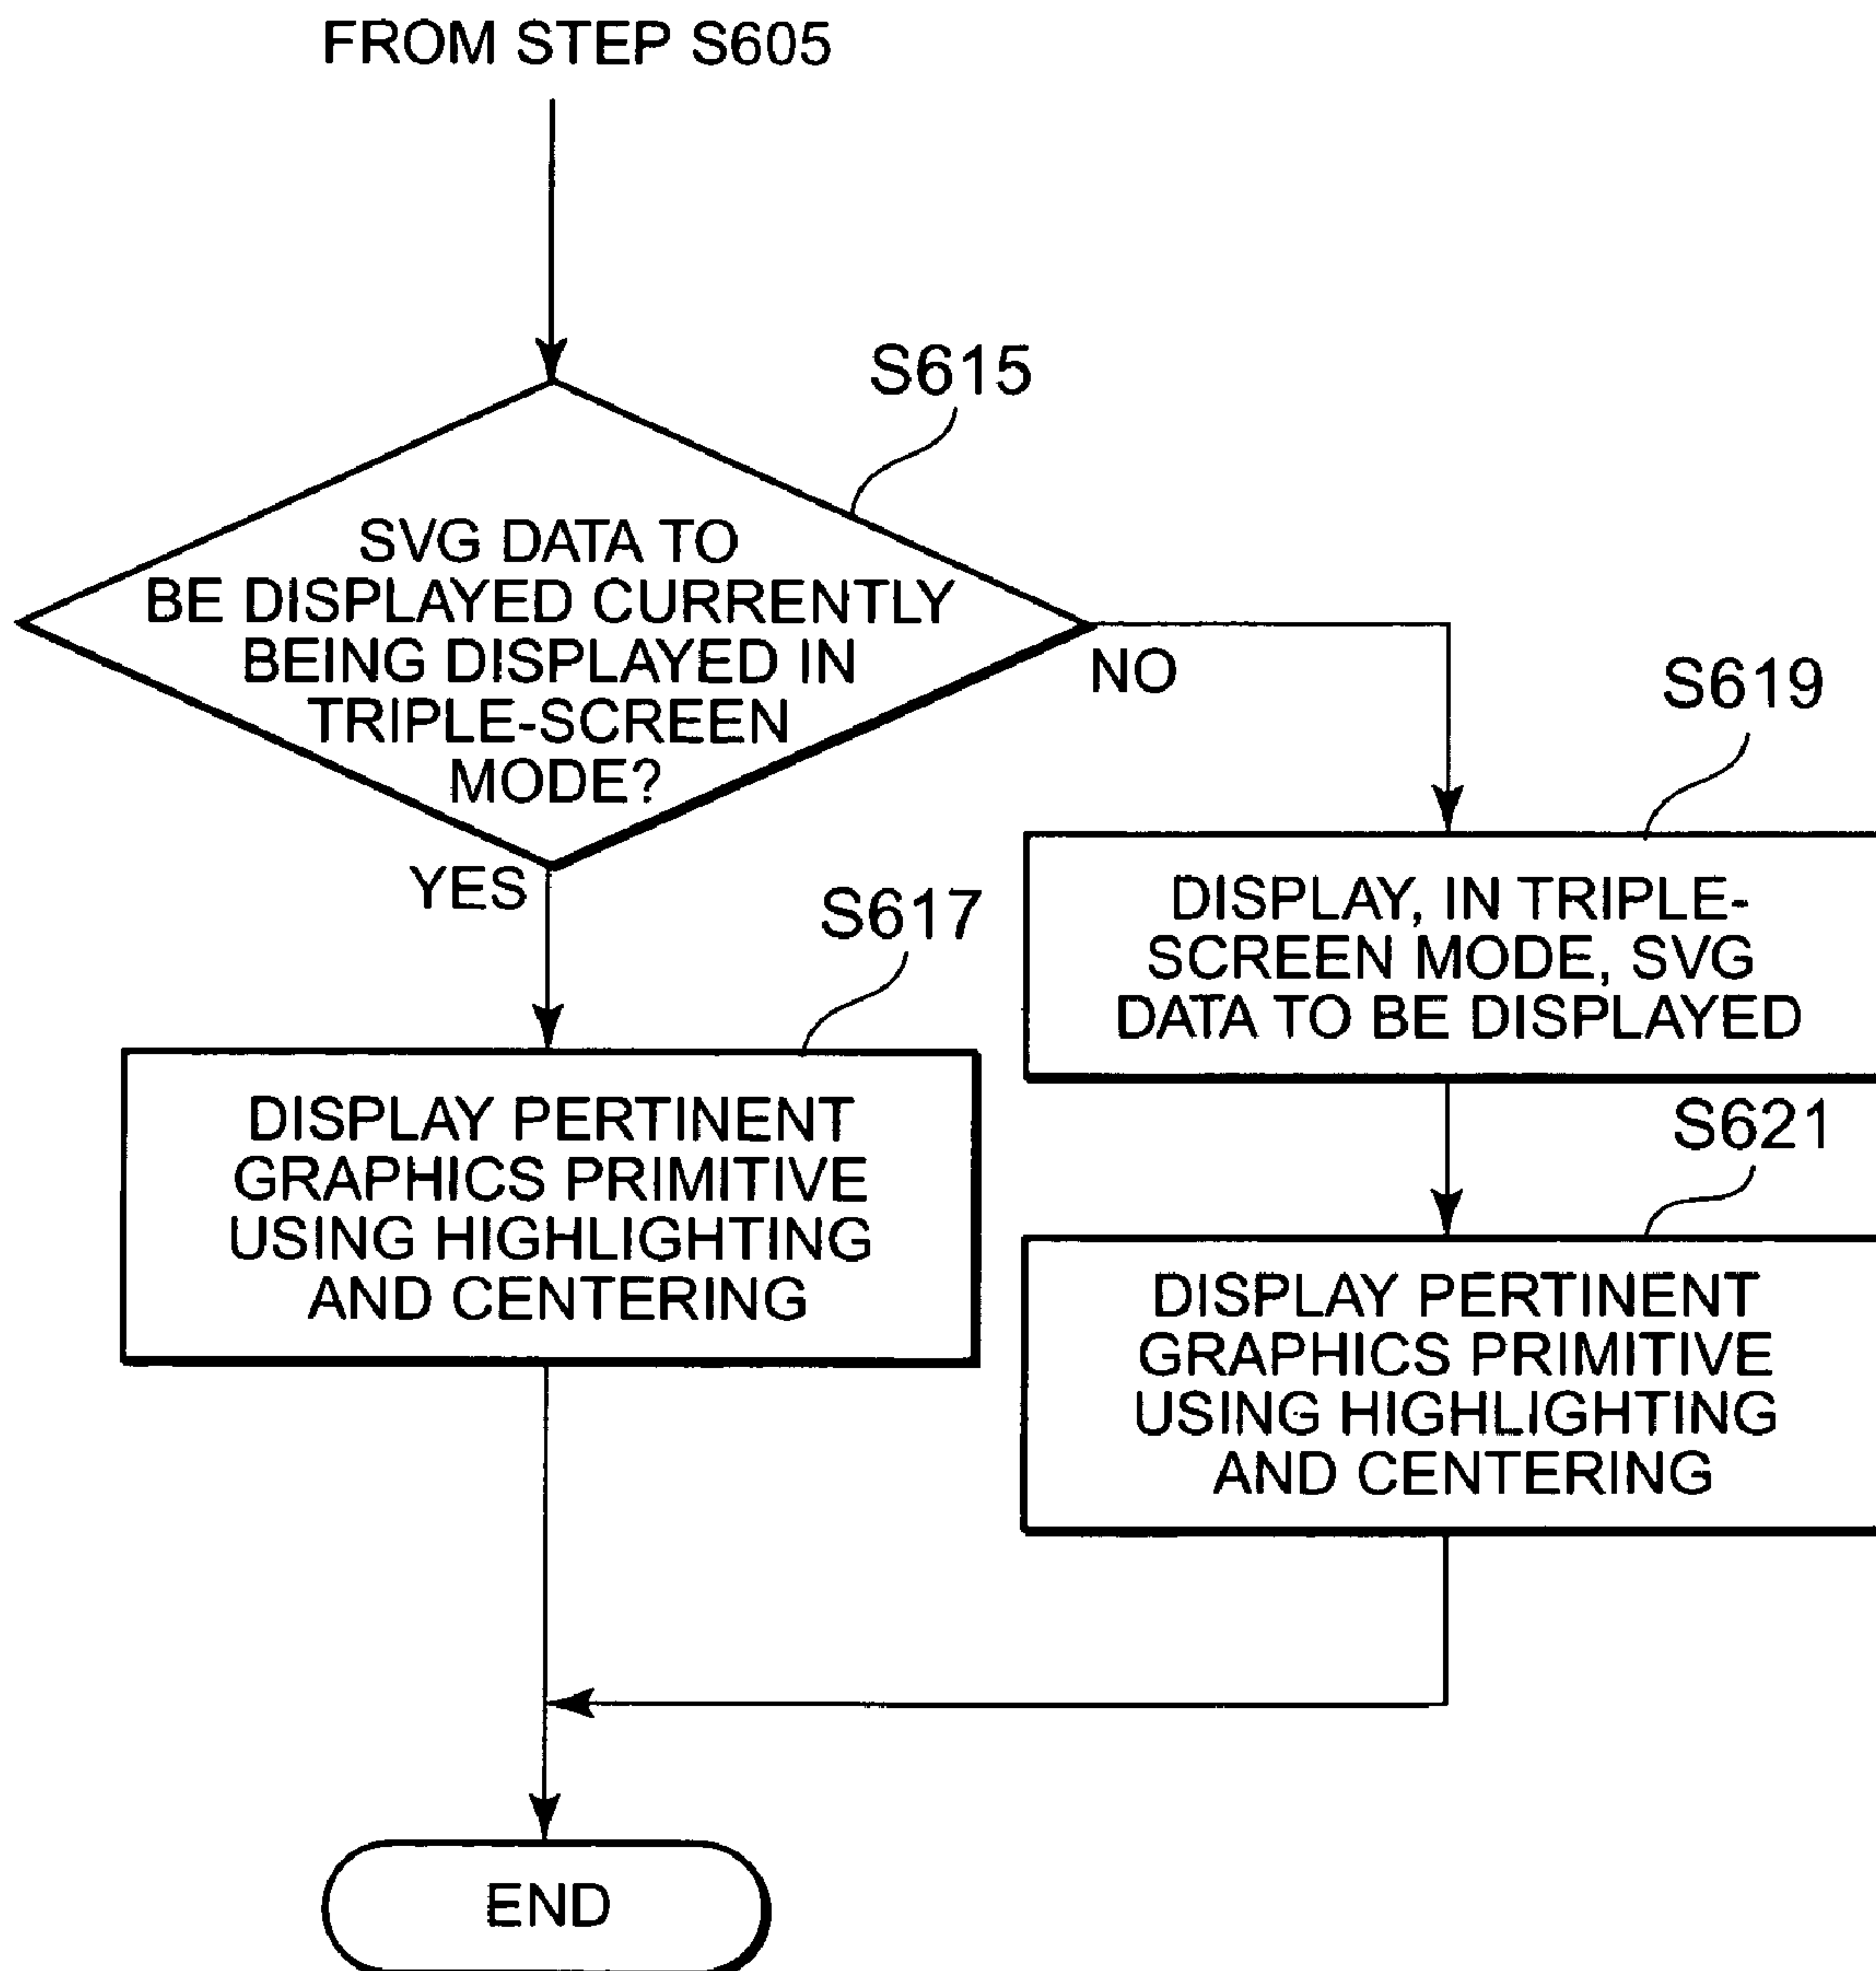 FROM STEP S605
S615
SVG DATA TO
BE DISPLAYED CURRENTLY
BEING DISPLAYED IN
TRIPLE-SCREEN
MODE?
NO
YES
S619
DISPLAY, IN TRIPLE-
SCREEN MODE, SVG
DATA TO BE DISPLAYED
S617
DISPLAY PERTINENT
GRAPHICS PRIMITIVE
USING HIGHLIGHTING
AND CENTERING
S621
DISPLAY PERTINENT
GRAPHICS PRIMITIVE
USING HIGHLIGHTING
AND CENTERING
END